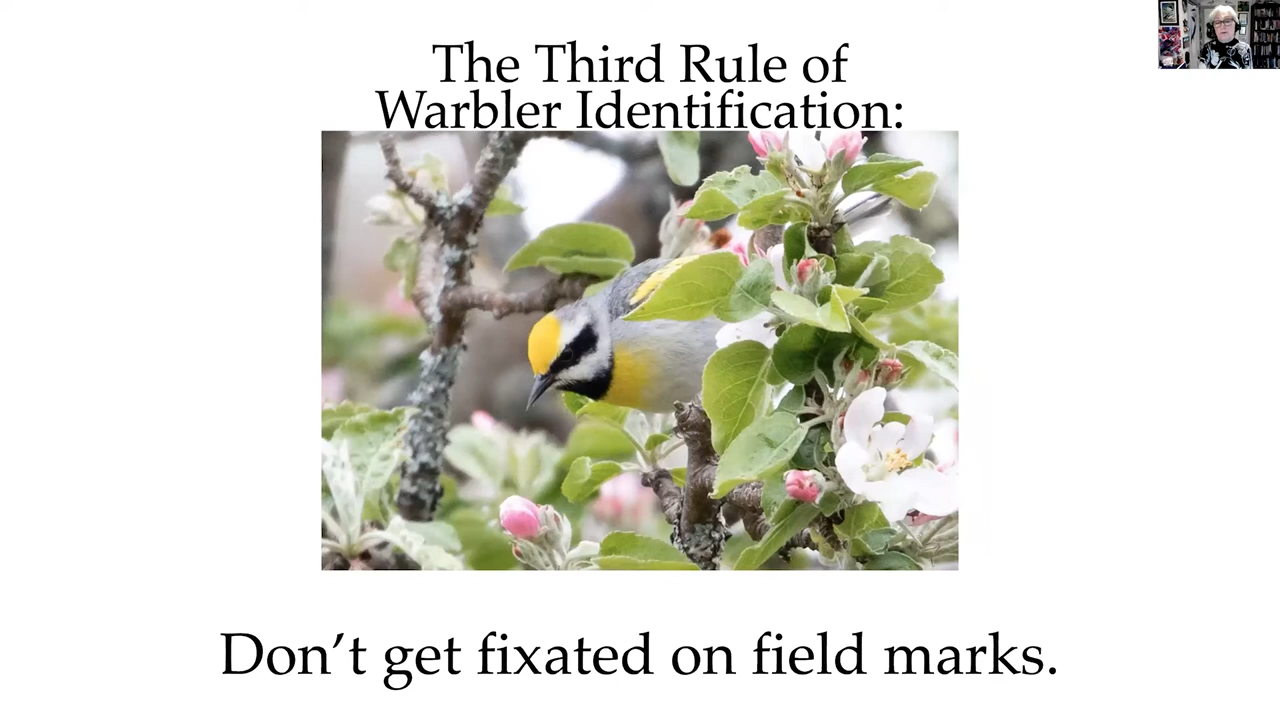 The Third Rule of
Warbler Identification:
Don’t get fixated on field marks.